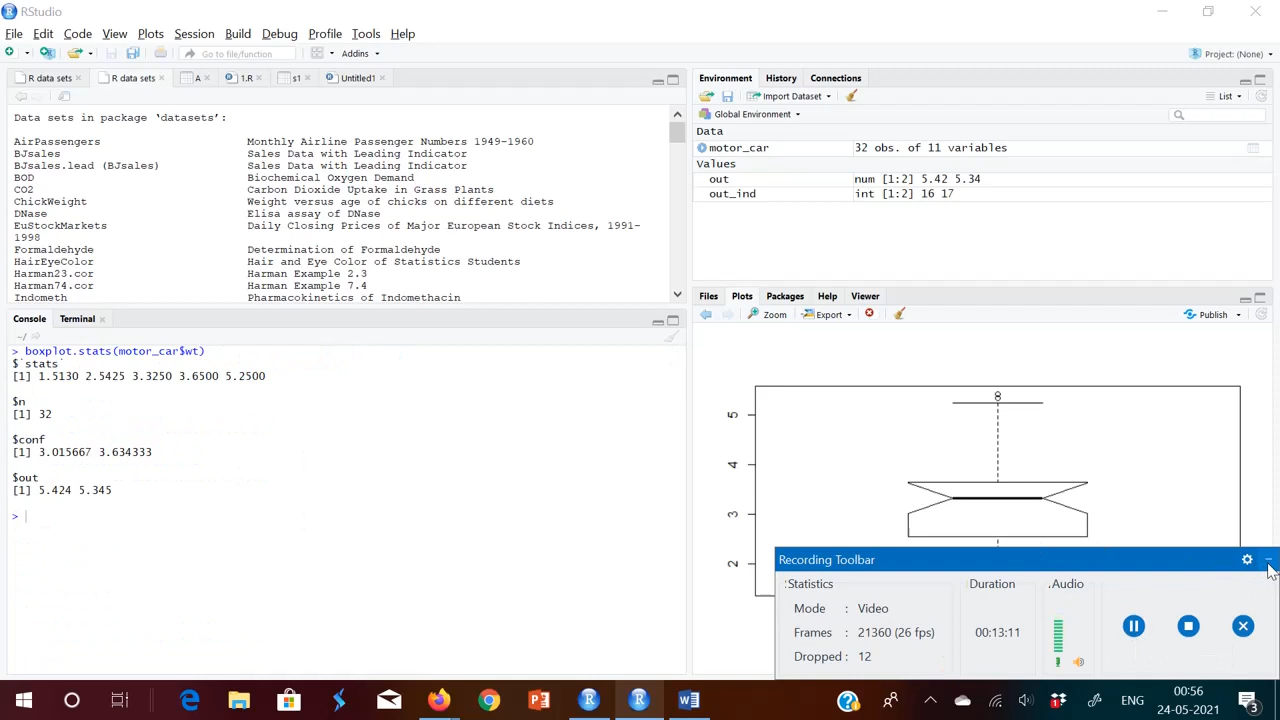 RStudio
File Edit Code View Plots Session Build Debug Profile Tools Help
Go to file/function Addins Project: (None)
R data sets R data sets A 1.R s1 Untitled1
Data sets in package ‘datasets’:
AirPassengers Monthly Airline Passenger Numbers 1949-1960
BJsales Sales Data with Leading Indicator
BJsales.lead (BJsales) Sales Data with Leading Indicator
BOD Biochemical Oxygen Demand
CO2 Carbon Dioxide Uptake in Grass Plants
ChickWeight Weight versus age of chicks on different diets
DNase Elisa assay of DNase
EuStockMarkets Daily Closing Prices of Major European Stock Indices, 1991-
1998
Formaldehyde Determination of Formaldehyde
HairEyeColor Hair and Eye Color of Statistics Students
Harman23.cor Harman Example 2.3
Harman74.cor Harman Example 7.4
Indometh Pharmacokinetics of Indomethacin
Console Terminal
~/
> boxplot.stats(motor_car$wt)
$`stats`
[1] 1.5130 2.5425 3.3250 3.6500 5.2500
$n
[1] 32
$conf
[1] 3.015667 3.634333
$out
[1] 5.424 5.345
>
Environment History Connections
Import Dataset List
Global Environment
Data
motor_car 32 obs. of 11 variables
Values
out num [1:2] 5.42 5.34
out_ind int [1:2] 16 17
Files Plots Packages Help Viewer
Zoom Export Publish
5
4
3
2
Recording Toolbar
Statistics Duration Audio
Mode : Video
Frames : 21360 (26 fps) 00:13:11
Dropped : 12
ENG 00:56
24-05-2021 3